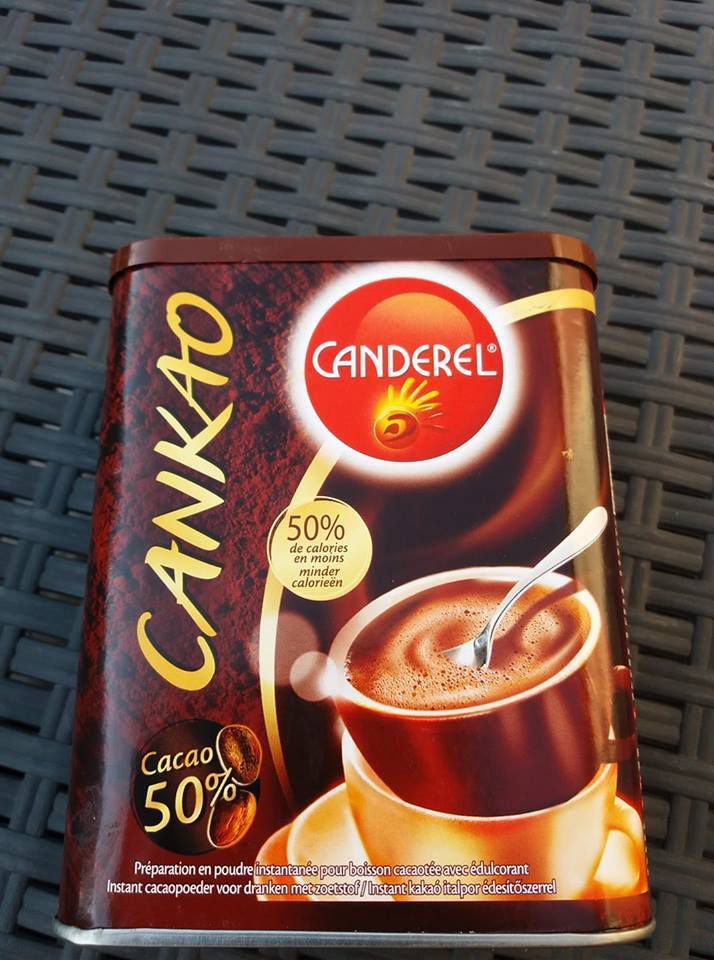 CANDEREL®
CANKAO
50%
de calories
en moins
minder
calorieën
Cacao
50%
Préparation en poudre instantanée pour boisson cacaotée avec édulcorant
Instant cacaopoeder voor dranken met zoetstof / Instant kakaó italpor édesítőszerrel